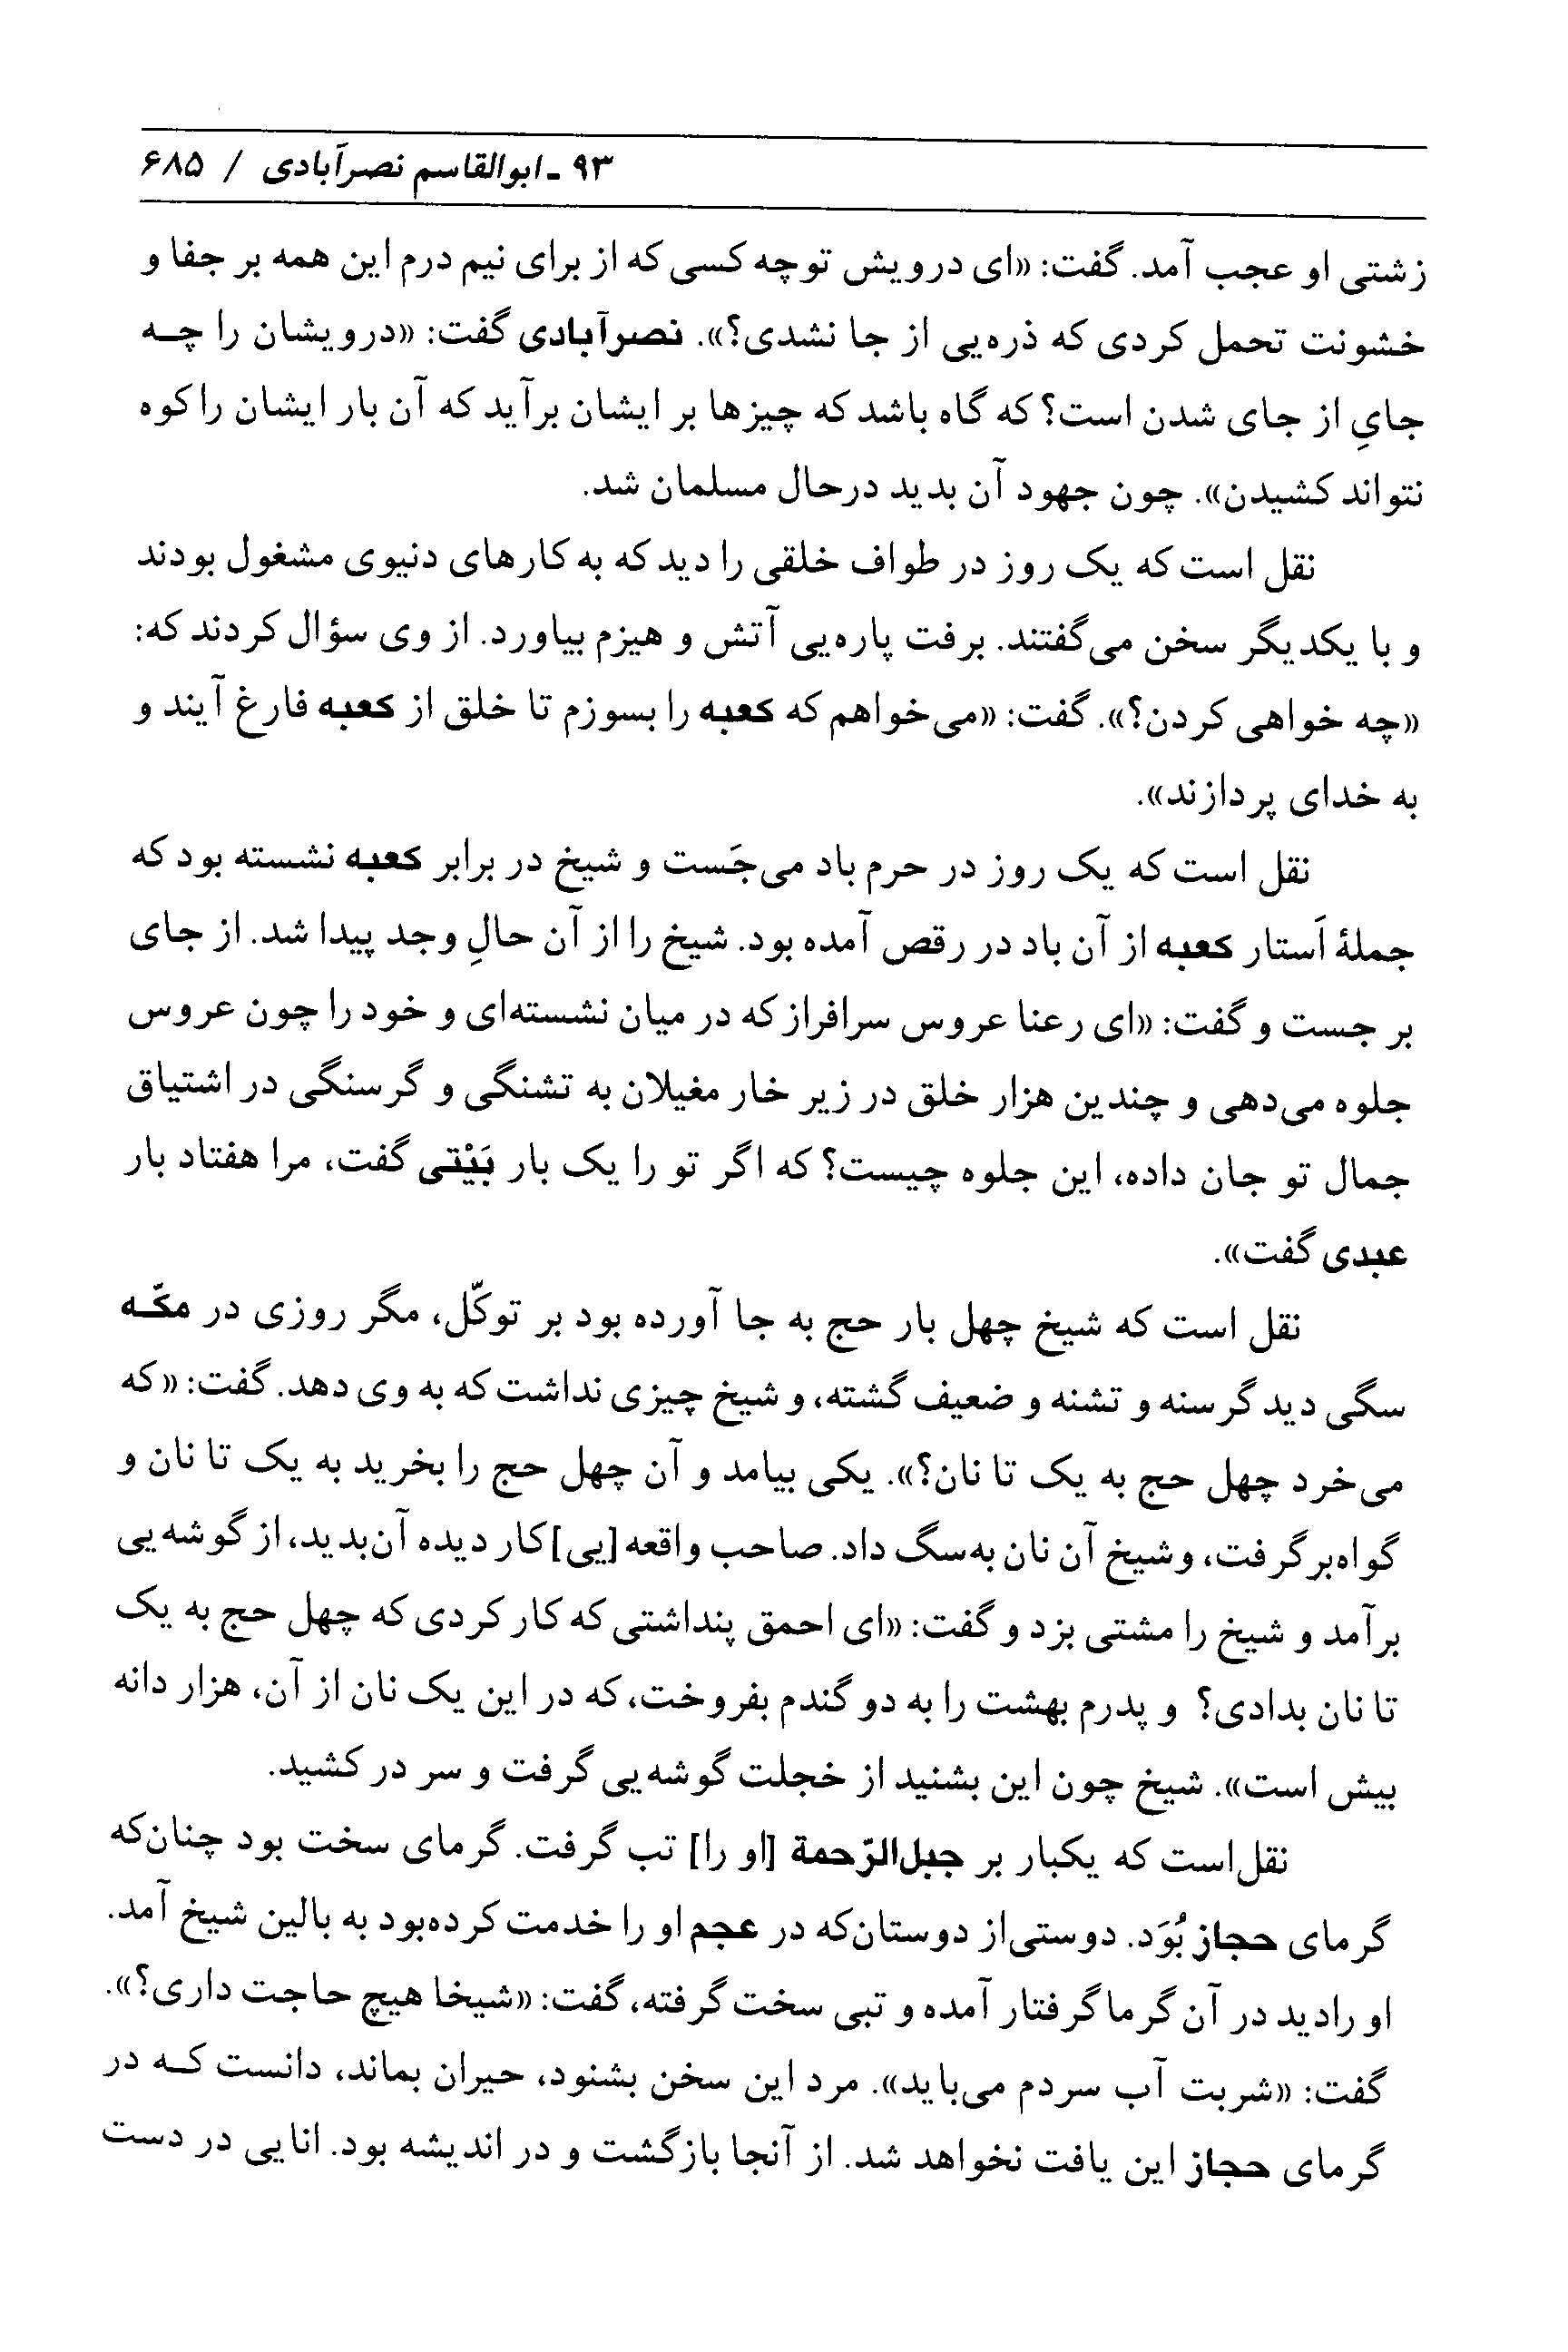 ۹۳ ـ ابوالقاسم نصرآبادی / ۶۸۵
زشتی او عجب آمد. گفت: «ای درویش توچه کسی که از برای نیم درم این همه بر جفا و
خشونت تحمل کردی که ذره‌یی از جا نشدی؟». نصرآبادی گفت: «درویشان را چه
جایِ از جای شدن است؟ که گاه باشد که چیزها بر ایشان برآید که آن بار ایشان را کوه
نتواند کشیدن». چون جهود آن بدید درحال مسلمان شد.
نقل است که یک روز در طواف خلقی را دید که به کارهای دنیوی مشغول بودند
و با یکدیگر سخن می‌گفتند. برفت پاره‌یی آتش و هیزم بیاورد. از وی سؤال کردند که:
«چه خواهی کردن؟». گفت: «می‌خواهم که کعبه را بسوزم تا خلق از کعبه فارغ آیند و
به خدای پردازند».
نقل است که یک روز در حرم باد می‌جَست و شیخ در برابر کعبه نشسته بود که
جملهٔ اَستار کعبه از آن باد در رقص آمده بود. شیخ را از آن حالِ وجد پیدا شد. از جای
بر جست و گفت: «ای رعنا عروس سرافراز که در میان نشسته‌ای و خود را چون عروس
جلوه می‌دهی و چندین هزار خلق در زیر خار مغیلان به تشنگی و گرسنگی در اشتیاق
جمال تو جان داده، این جلوه چیست؟ که اگر تو را یک بار بَیْتی گفت، مرا هفتاد بار
عبدی گفت».
نقل است که شیخ چهل بار حج به جا آورده بود بر توکّل، مگر روزی در مکّه
سگی دید گرسنه و تشنه و ضعیف گشته، و شیخ چیزی نداشت که به وی دهد. گفت: «که
می‌خرد چهل حج به یک تا نان؟». یکی بیامد و آن چهل حج را بخرید به یک تا نان و
گواه‌برگرفت، وشیخ آن نان به‌سگ داد. صاحب واقعه [یی] کار دیده آن‌بدید، از گوشه‌یی
برآمد و شیخ را مشتی بزد و گفت: «ای احمق پنداشتی که کار کردی که چهل حج به یک
تا نان بدادی؟ و پدرم بهشت را به دو گندم بفروخت، که در این یک نان از آن، هزار دانه
بیش است». شیخ چون این بشنید از خجلت گوشه‌یی گرفت و سر در کشید.
نقل‌است که یکبار بر جبل‌الرّحمة [او را] تب گرفت. گرمای سخت بود چنان‌که
گرمای حجاز بُوَد. دوستی‌از دوستان‌که در عجم او را خدمت کرده‌بود به بالین شیخ آمد.
او رادید در آن گرما گرفتار آمده و تبی سخت گرفته، گفت: «شیخا هیچ حاجت داری؟».
گفت: «شربت آب سردم می‌باید». مرد این سخن بشنود، حیران بماند، دانست که در
گرمای حجاز این یافت نخواهد شد. از آنجا بازگشت و در اندیشه بود. انایی در دست